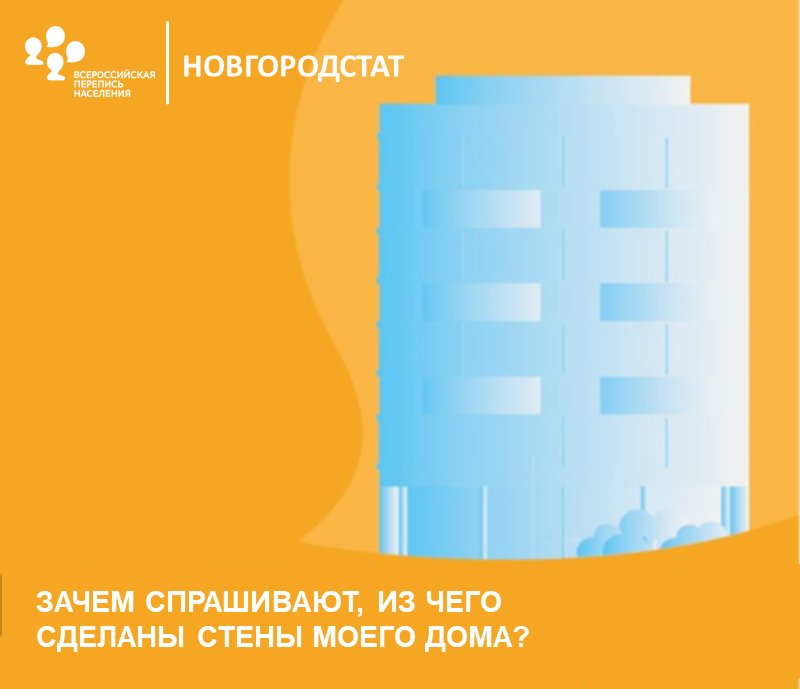 ВСЕРОССИЙСКАЯ
ПЕРЕПИСЬ
НАСЕЛЕНИЯ
НОВГОРОДСТАТ
ЗАЧЕМ СПРАШИВАЮТ, ИЗ ЧЕГО
СДЕЛАНЫ СТЕНЫ МОЕГО ДОМА?